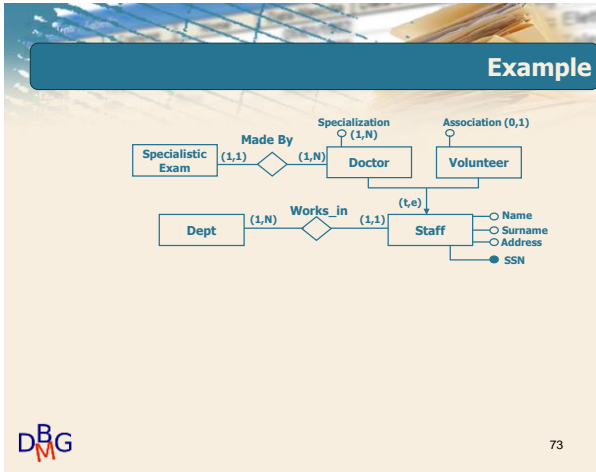 Example
Specialization
(1,N)
Association (0,1)
Made By
Specialistic
Exam
(1,1)
(1,N)
Doctor
Volunteer
(t,e)
Works_in
Dept
(1,N)
(1,1)
Staff
Name
Surname
Address
SSN
DBMG
73